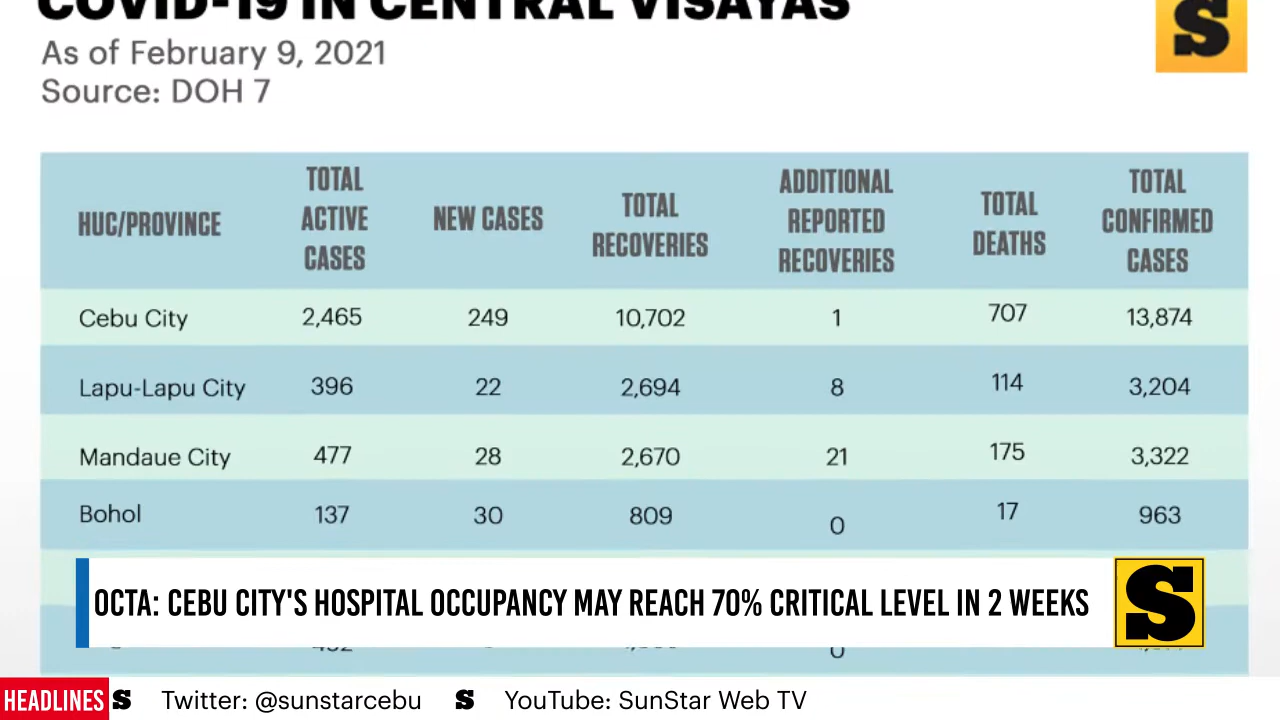 COVID-19 IN CENTRAL VISAYAS
S
As of February 9, 2021
Source: DOH 7
HUC/PROVINCE TOTAL ACTIVE CASES NEW CASES TOTAL RECOVERIES ADDITIONAL REPORTED RECOVERIES TOTAL DEATHS TOTAL CONFIRMED CASES
Cebu City 2,465 249 10,702 1 707 13,874
Lapu-Lapu City 396 22 2,694 8 114 3,204
Mandaue City 477 28 2,670 21 175 3,322
Bohol 137 30 809 0 17 963
OCTA: CEBU CITY'S HOSPITAL OCCUPANCY MAY REACH 70% CRITICAL LEVEL IN 2 WEEKS S
0
HEADLINES S Twitter: @sunstarcebu S YouTube: SunStar Web TV